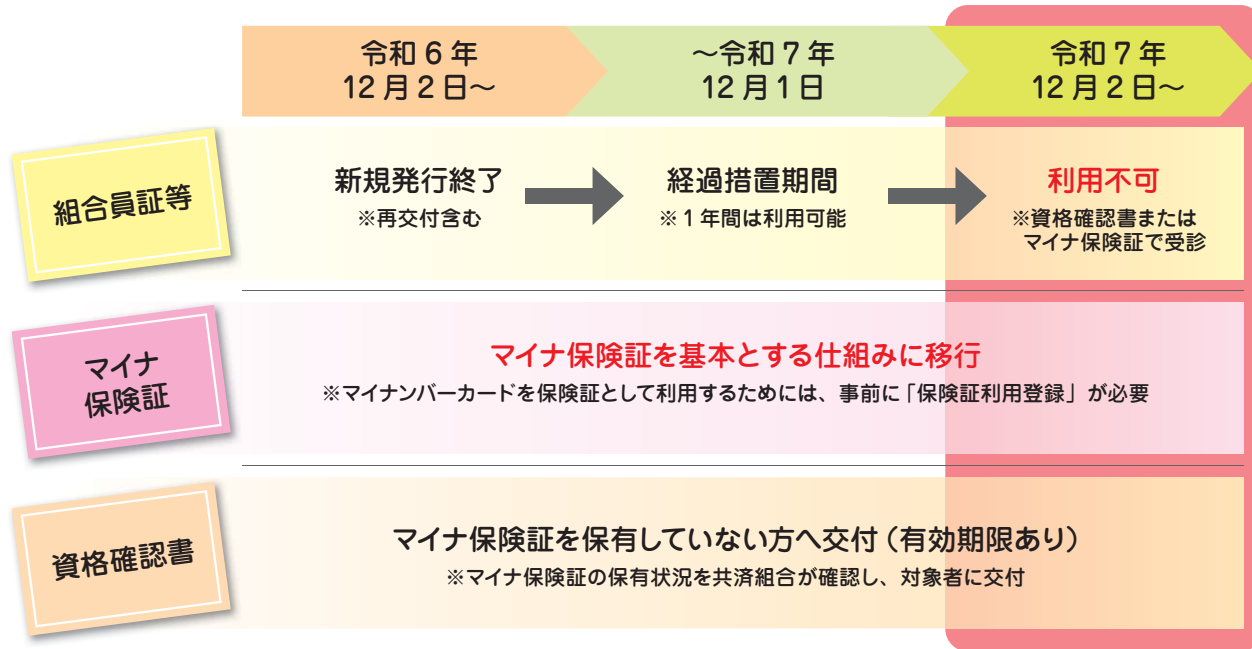 令和 6 年
12 月 2 日～
～令和 7 年
12 月 1 日
令和 7 年
12 月 2 日～
組合員証等
新規発行終了
※再交付含む
経過措置期間
※ 1 年間は利用可能
利用不可
※資格確認書または
マイナ保険証で受診
マイナ
保険証
マイナ保険証を基本とする仕組みに移行
※マイナンバーカードを保険証として利用するためには、事前に「保険証利用登録」が必要
資格確認書
マイナ保険証を保有していない方へ交付（有効期限あり）
※マイナ保険証の保有状況を共済組合が確認し、対象者に交付